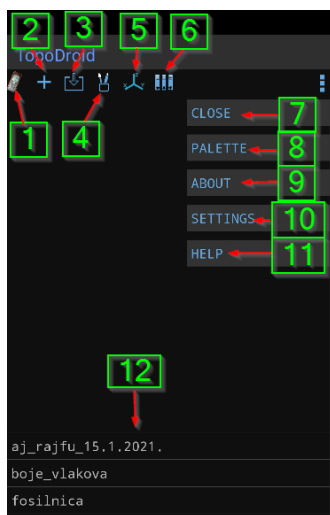 2 3 5 6
TopoDroid
1 4
CLOSE 7
PALETTE 8
ABOUT 9
SETTINGS 10
HELP 11
12
aj_rajfu_15.1.2021.
boje_vlakova
fosilnica